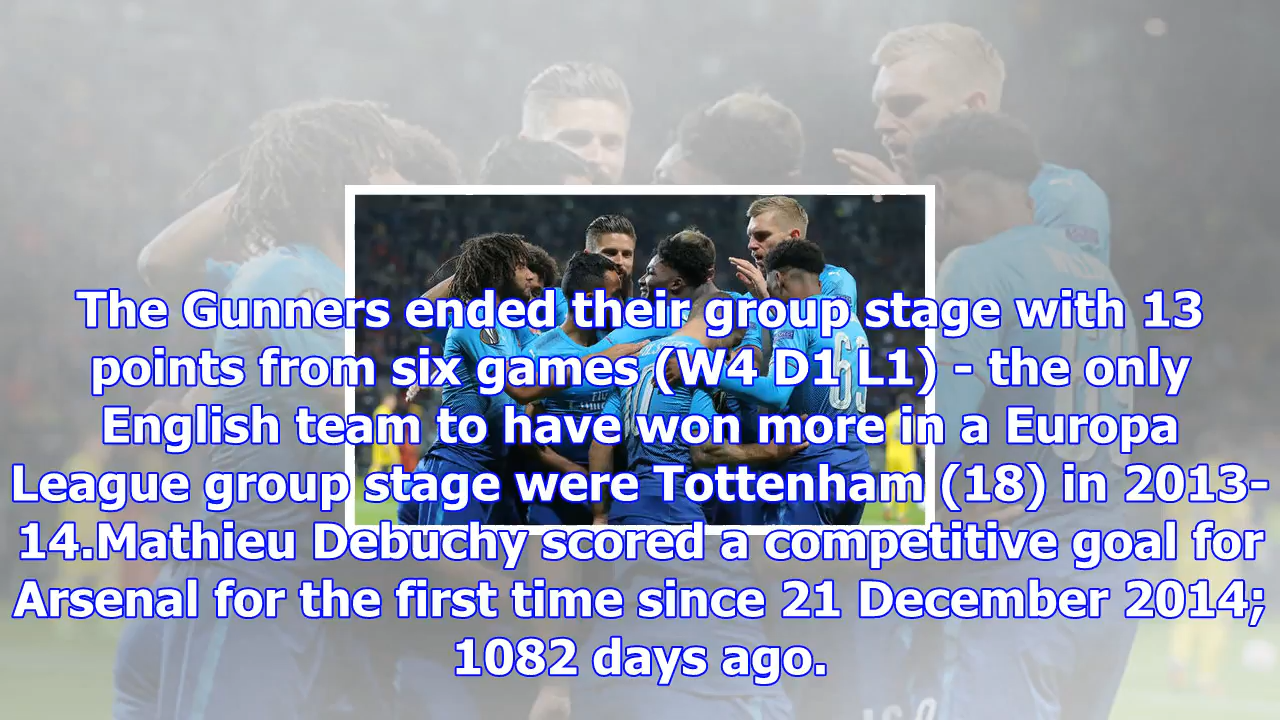 The Gunners ended their group stage with 13
points from six games (W4 D1 L1) - the only
English team to have won more in a Europa
League group stage were Tottenham (18) in 2013-
14.Mathieu Debuchy scored a competitive goal for
Arsenal for the first time since 21 December 2014;
1082 days ago.